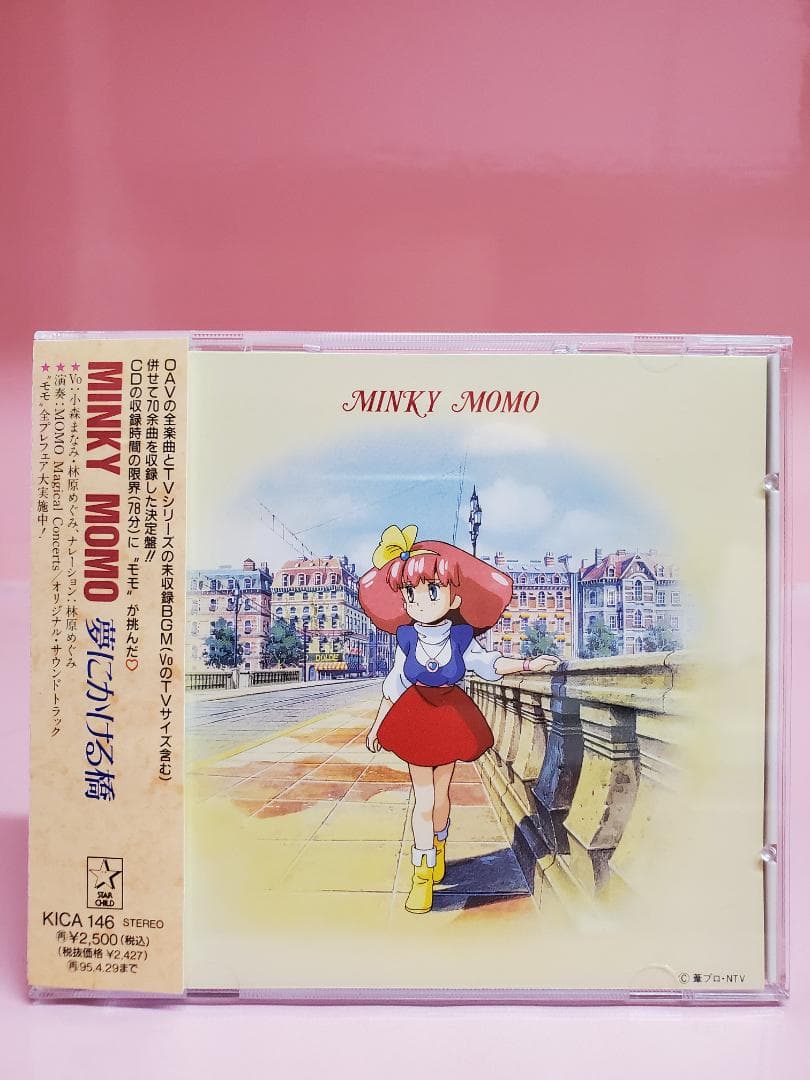 OAVの全楽曲とTVシリーズの未収録BGM(VoのTVサイズ含む)
併せて70余曲を収録した決定盤!!
CDの収録時間の限界(78分)に〝モモ〟が挑んだ♡
MINKY MOMO 夢にかける橋
★Vo:小森まなみ・林原めぐみ、ナレーション:林原めぐみ
★演奏:MOMO Magical Concerts/オリジナル・サウンドトラック
★〝モモ〟全プレフェア大実施中!
STAR
CHILD
KICA 146 STEREO
再¥2,500(税込)
(税抜価格 ¥2,427)
再95.4.29まで
MINKY MOMO
© 葦プロ・NTV